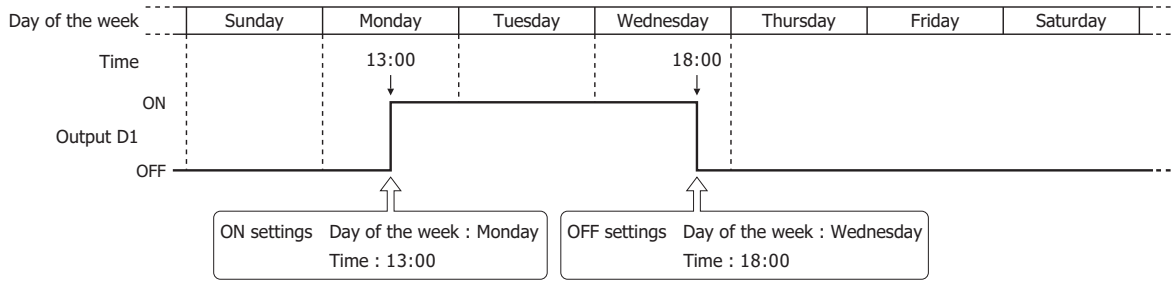 Day of the week Sunday Monday Tuesday Wednesday Thursday Friday Saturday
Time 13:00 18:00
ON
Output D1
OFF
ON settings Day of the week : Monday
Time : 13:00
OFF settings Day of the week : Wednesday
Time : 18:00